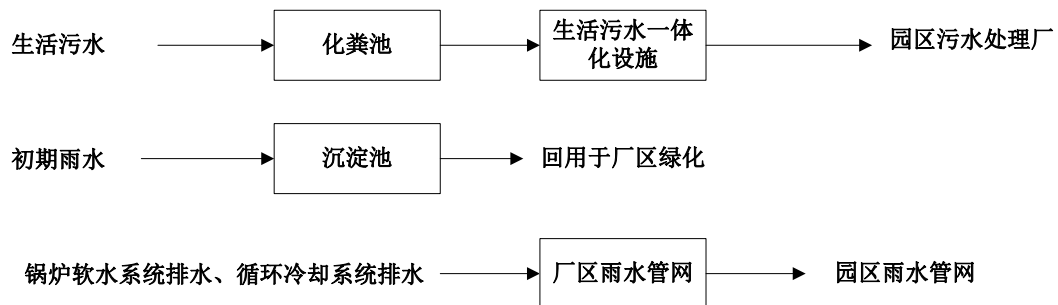 生活污水
化粪池
生活污水一体
化设施
园区污水处理厂
初期雨水
沉淀池
回用于厂区绿化
锅炉软水系统排水、循环冷却系统排水
厂区雨水管网
园区雨水管网